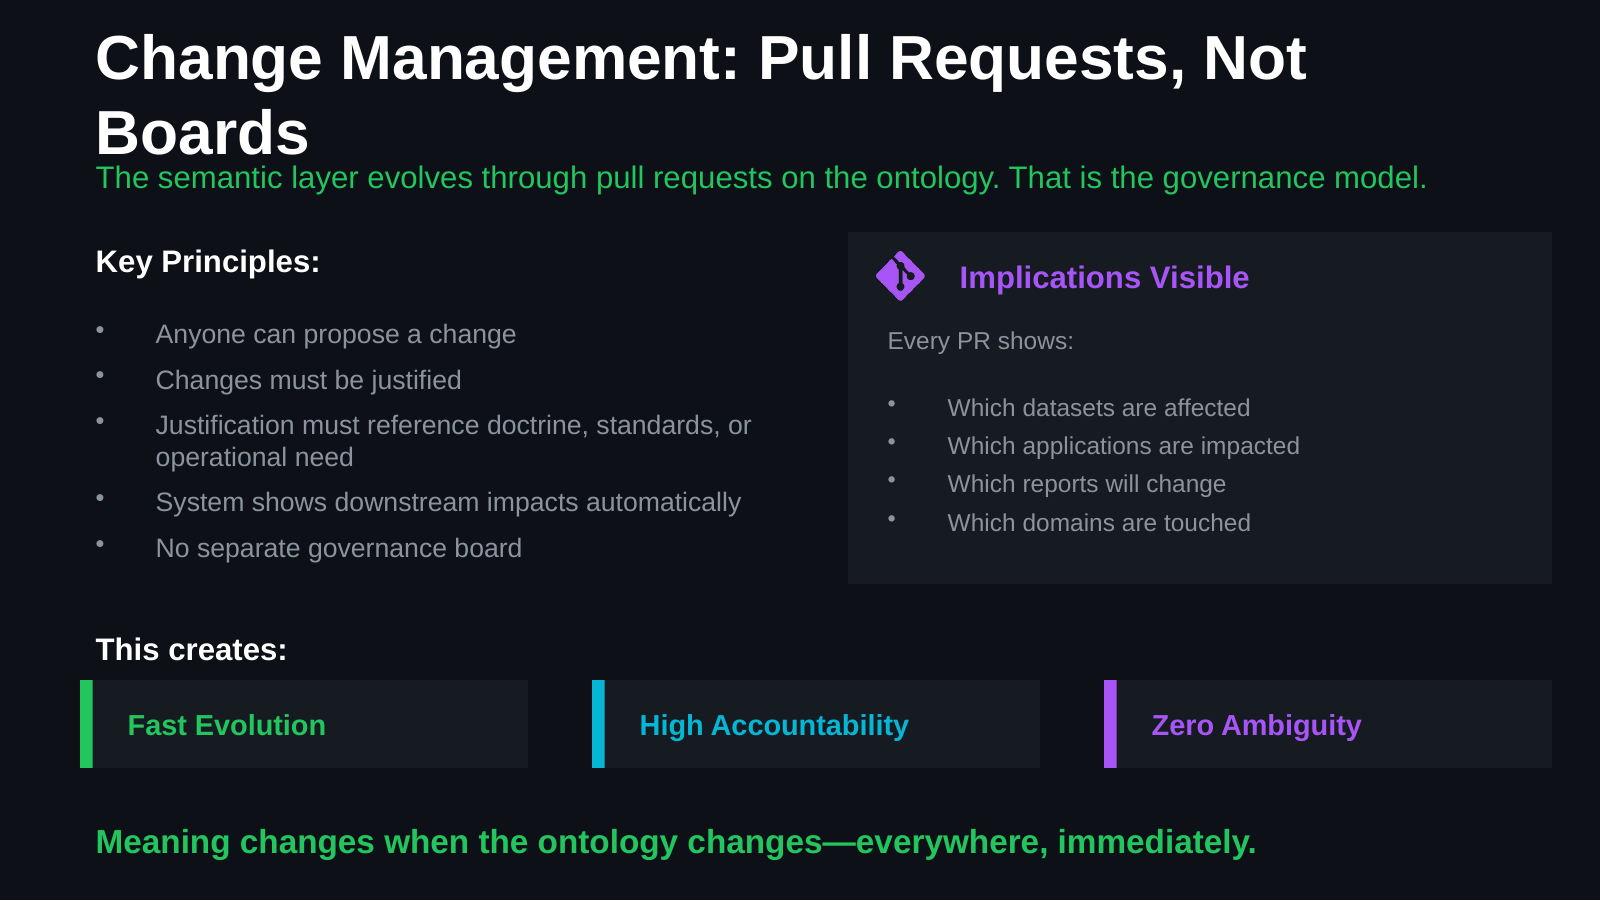 Change Management: Pull Requests, Not
Boards
The semantic layer evolves through pull requests on the ontology. That is the governance model.
Key Principles:
• Anyone can propose a change
• Changes must be justified
• Justification must reference doctrine, standards, or
operational need
• System shows downstream impacts automatically
• No separate governance board
Implications Visible
Every PR shows:
• Which datasets are affected
• Which applications are impacted
• Which reports will change
• Which domains are touched
This creates:
Fast Evolution
High Accountability
Zero Ambiguity
Meaning changes when the ontology changes—everywhere, immediately.